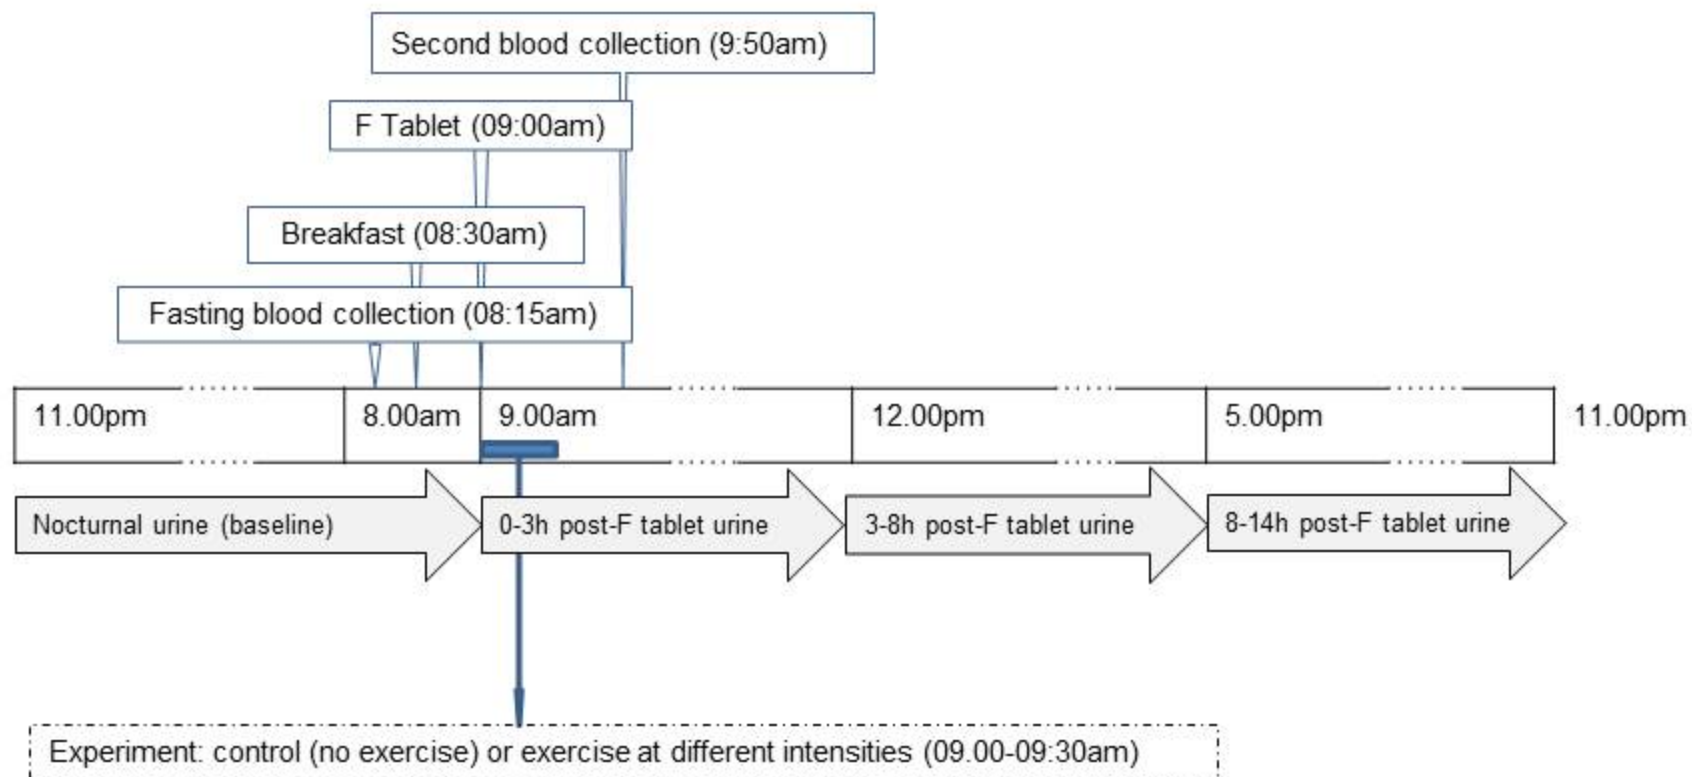 Second blood collection (9:50am)
F Tablet (09:00am)
Breakfast (08:30am)
Fasting blood collection (08:15am)
11.00pm
8.00am
9.00am
12.00pm
5.00pm
11.00pm
Nocturnal urine (baseline)
0-3h post-F tablet urine
3-8h post-F tablet urine
8-14h post-F tablet urine
Experiment: control (no exercise) or exercise at different intensities (09.00-09:30am)